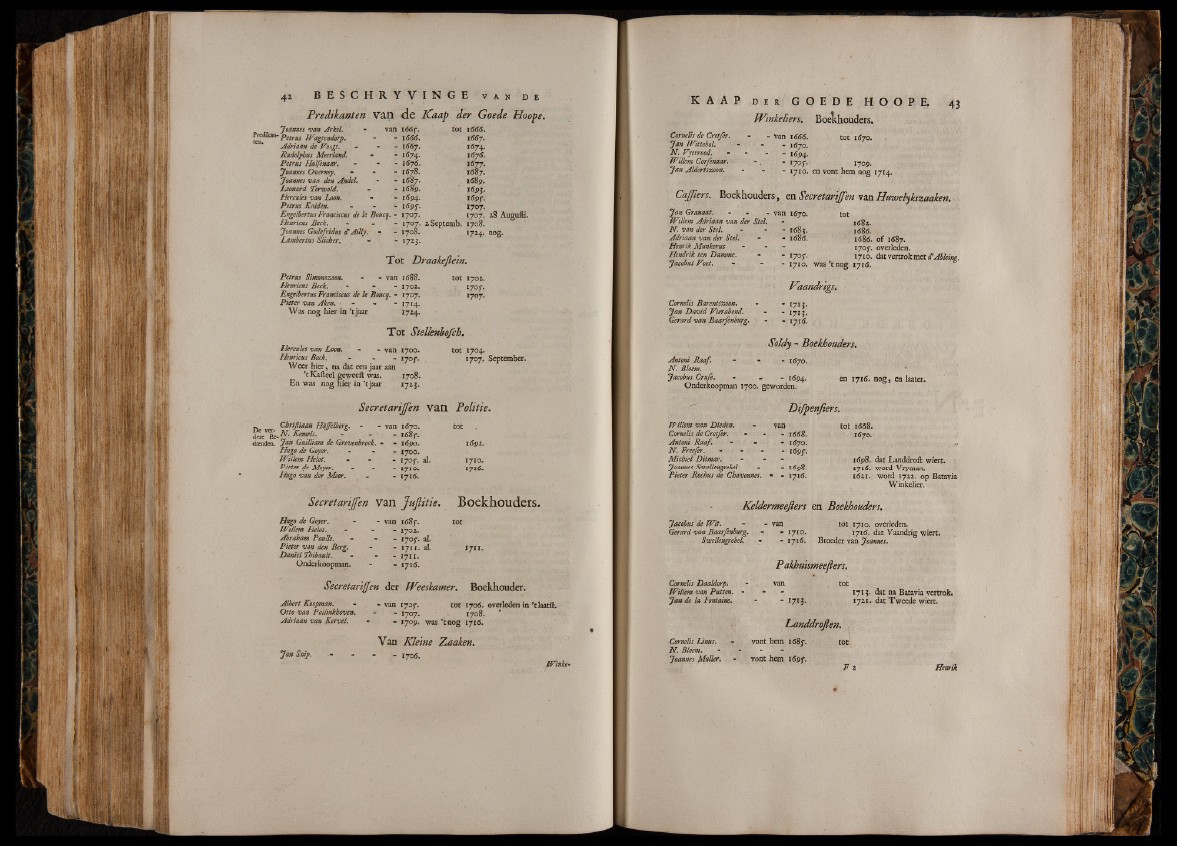 42 BESCHRYVINGE VAN DE
Predikanten van de Kaap der Goede Hoope.
Predikan-
ten.
Joannes van Arkel. - van 1665. tot 1666.
Petrus Wagtendorp. - - 1666. 1667.
Adriaan de Voogt. - - - 1667. 1674.
Rudolphus Meerland. - - 1674. 1676.
Petrus Hulsenaar. - - - 1676. 1677.
Joannes Overney. - - - 1678. 1687.
Joannes van den Andel. - - 1687. 1689.
Leonard Terwold. - - 1689. 1693.
Hercules van Loon. - - 1694. 1695.
Petrus Kalden. - - - 1695. 1707.
Engelbertus Franciscus de le Boucq. - 1707. 1707. 28 Augusti.
Henricus Beck. - - - 1707. 2 Septemb. 1708.
Joannes Godefridus d'Ailly. - - 1708. 1724. nog.
Lambertus Slicher. - - 1723.
Tot Drakestein.
Petrus Simonszoon. - - van 1688. tot 1702.
Henricus Beck. - - - 1702. 1705.
Engelbertus Franciscus de le Boucq. - 1707. 1707.
Pieter van Aken. - - - 1714.
Was nog hier in 't jaar 1724.
Tot Stellenbosch.
Hercules van Loon. - - van 1700. tot 1704.
Henricus Beck. - - - 1705. 1707. September.
Weer hier, na dat een jaar aan
't Kasteel geweest was. 1708.
En was nog hier in 't jaar 1723.
Secretarissen van Politie.
De ver-
dere Be-
dienden.
Christiaan Hasselberg. - - van 1670. tot
N. Kemels. - - - 1685.
Jan Guilliam de Grevenbroek. - - 1690. 1692.
Hugo de Goyer. - - - 1700.
Willem Helot. - - - 1705. al. 1710.
Pieter de Meyer. - - - 1710. 1716.
Hugo van der Meer. - - 1716.
Secretarissen van Justitie. Boekhouders.
Hugo de Goyer. - - van 1685. tot
Willem Helot. - - - 1702.
Abraham Poulle. - - - 1705. al.
Pieter van den Berg. - - 1711. al. 1711.
Daniel Thibault. - - - 1711.
Onderkoopman. - - 1716.
Secretarissen der Weeskamer. Boekhouder.
Albert Koopman. - - van 1705. tot 1706. overleden in 't laatst.
Otto van Fellinkhoven. - - 1707. 1708.
Adriaan van Kervel. - - 1709. was 't nog 1716.
Van Kleine Zaaken.
Jan Snip. - - - - 1706.
Winke-
KAAP DER GOEDE HOOPE. 43
Winkeliers. Boekhouders.
Cornelis de Cretser. - - van 1666. tot 1670.
Jan Wittebol. - - - 1670.
N. Vytervoel. - - - - 1694.
Willem Corsenaar. - - - 1705. 1709.
Jan Aldertszoon. - - - 1710. en vont hem nog 1714.
Cassiers. Boekhouders, en Secretarissen van Huwelykszaaken.
Jan Granaat. - - - van 1670. tot
Willem Adriaan van der Stel. - 1682.
N. van der Stel. - - - 1683. 1686.
Adriaan van der Stel. - - 1686. 1686. of 1687.
Henrik Munkerus - - - 1705. overleden.
Hendrik ten Damme. - - 1705. 1710. dat vertrok met d'Ableing.
Jacobus Voet. - - - 1710. was 't nog 1716.
Vaandrigs.
Cornelis Barentszoon. - - 1713.
Jan David Vierabend. - - 1713.
Gerard van Baarsenburg. - - 1716.
Soldy-Boekhouders.
Antoni Raaf. - - - 1670.
N. Bloem.
Jacobus Cruse. - - - 1694. en 1716. nog, en laater.
Onderkoopman 1700. geworden.
Dispensiers.
Willem van Dieden. - van tot 1668.
Cornelis de Cretser. - - - 1668. 1670.
Antoni Raaf. - - - - 1670.
N. Freeser. - - - - 1695.
Michiel Ditmar. - - - 1698. dat Landdrost wiert.
Joannes Swellengrebel - - 1698. 1716. word Vryman.
Pieter Rochus de Chavonnes. - - 1716. 1621. word 1722. op Batavia
Winkelier.
Keldermeesters en Boekhouders.
Jacobus de Wit. - - van tot 1710. overleden.
Gerard van Baarsenburg. - - 1710. 1716. dat Vaandrig wiert.
Swellengrebel. - - 1716. Broeder van Joannes.
Pakhuismeesters.
Cornelis Daaldorp. - van tot
Willem van Putten. - - - 1713. dat na Batavia vertrok.
Jan de la Fontaine. - - 1713. 1721. dat Tweede wiert.
Landdrosten.
Cornelis Linus. - vont hem 1685. tot
N. Bloem. - - - -
Joannes Muller. - vont hem 1695.
F 2 Henrik